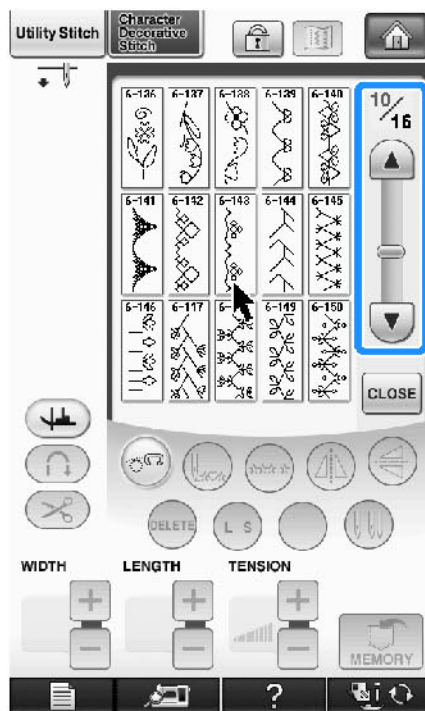 Utility Stitch
Character
Decorative
Stitch
6-136 6-137 6-138 6-139 6-140
10/16
6-141 6-142 6-143 6-144 6-145
6-146 6-147 6-149 6-150
CLOSE
DELETE L S
WIDTH LENGTH TENSION
MEMORY
?